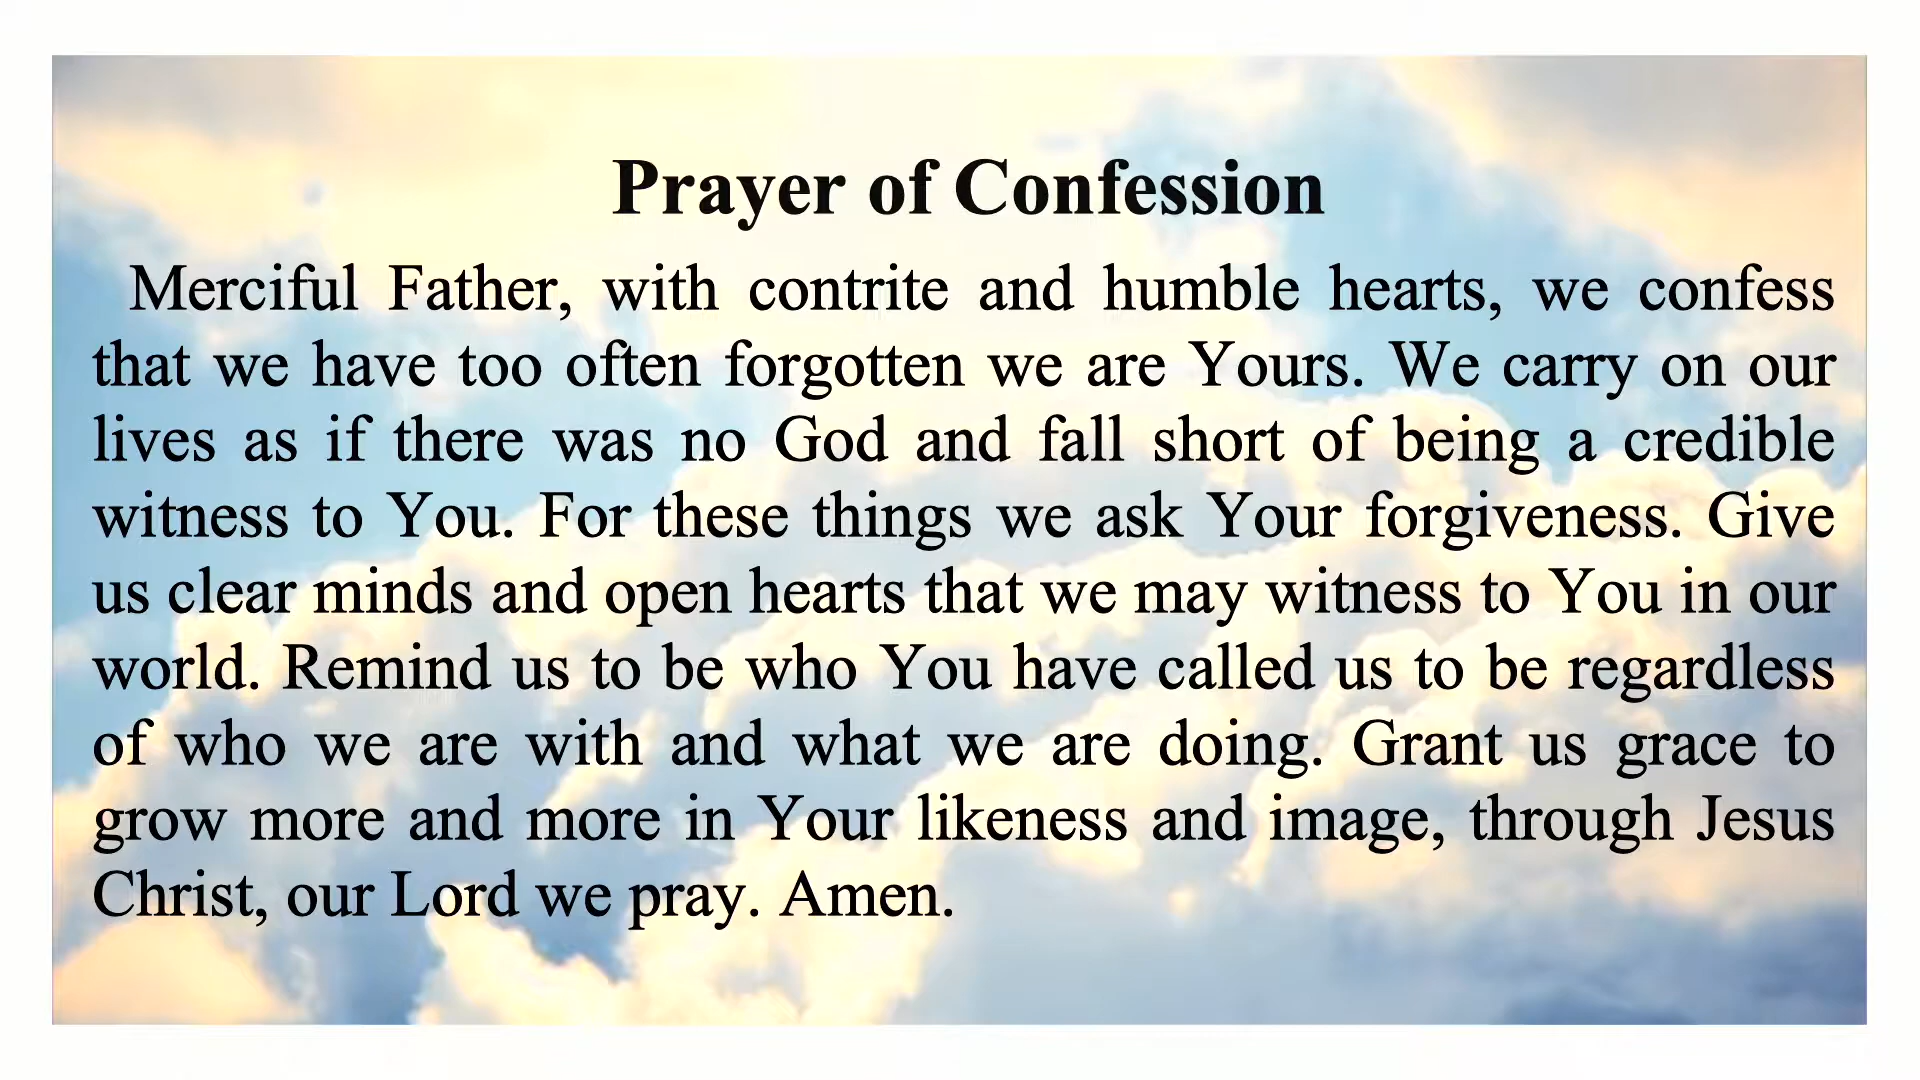 Prayer of Confession
Merciful Father, with contrite and humble hearts, we confess
that we have too often forgotten we are Yours. We carry on our
lives as if there was no God and fall short of being a credible
witness to You. For these things we ask Your forgiveness. Give
us clear minds and open hearts that we may witness to You in our
world. Remind us to be who You have called us to be regardless
of who we are with and what we are doing. Grant us grace to
grow more and more in Your likeness and image, through Jesus
Christ, our Lord we pray. Amen.